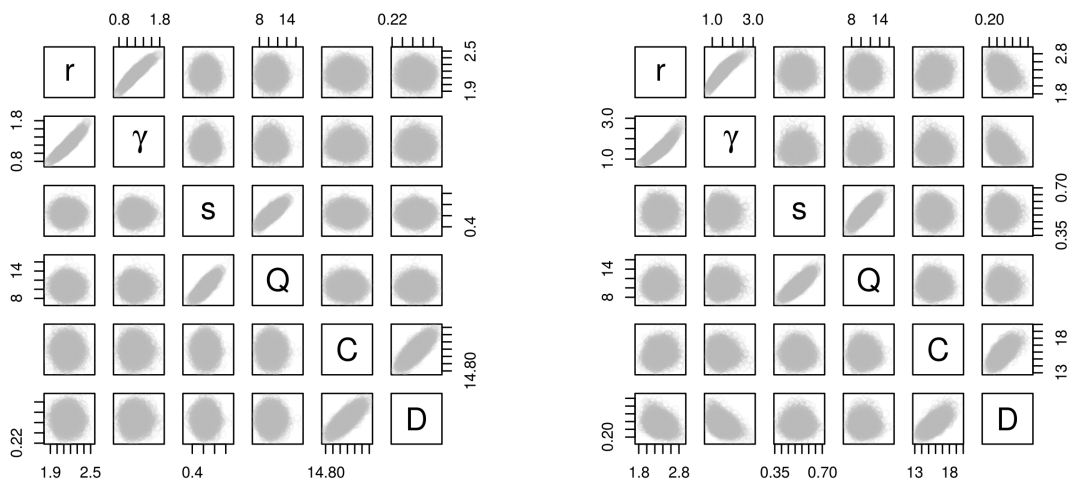 0.8 1.8 8 14 0.22
1.0 3.0 8 14 0.20
r
1.9 2.5
r
1.8 2.8
0.8 1.8
γ
1.0 3.0
γ
s
0.4
s
0.35 0.70
8 14
Q
8 14
Q
C
14.80
C
13 18
0.22
D
0.20
D
1.9 2.5 0.4 14.80
1.8 2.8 0.35 0.70 13 18